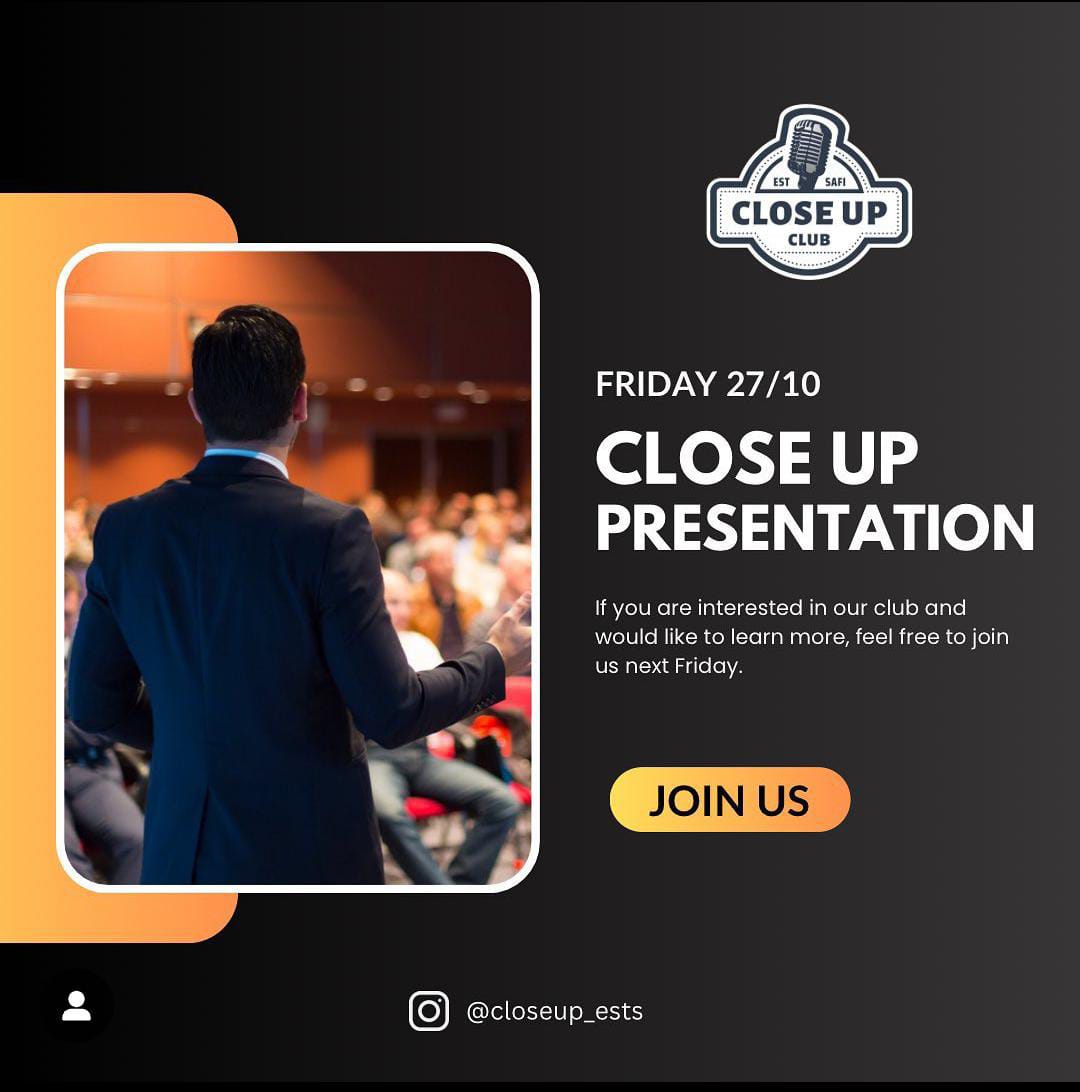 EST SAFI
CLOSE UP
CLUB
FRIDAY 27/10
CLOSE UP
PRESENTATION
If you are interested in our club and
would like to learn more, feel free to join
us next Friday.
JOIN US
@closeup_ests